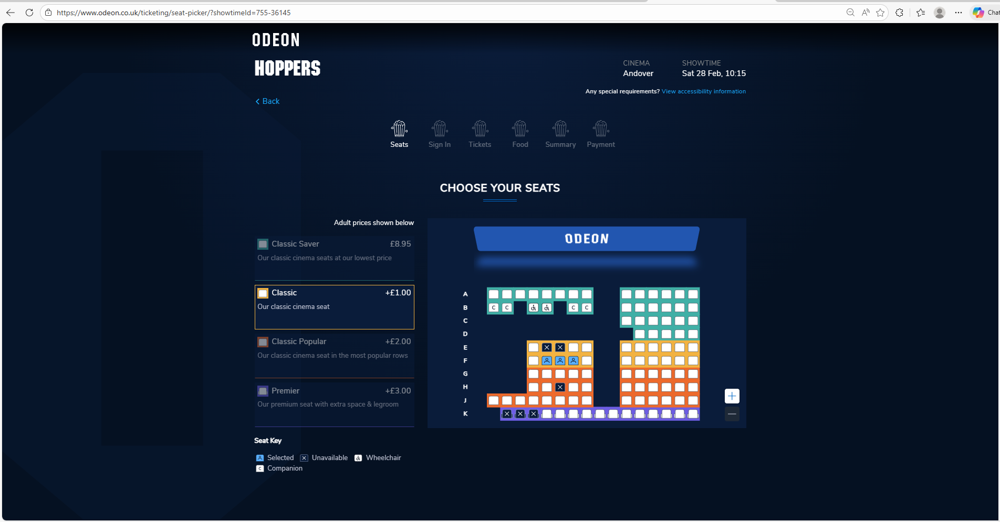 https://www.odeon.co.uk/ticketing/seat-picker/?showtimeId=755-36145
Chat
ODEON
HOPPERS
CINEMA
Andover
SHOWTIME
Sat 28 Feb, 10:15
Any special requirements? View accessibility information
Back
Seats
Sign In
Tickets
Food
Summary
Payment
CHOOSE YOUR SEATS
Adult prices shown below
Classic Saver £8.95
Our classic cinema seats at our lowest price
Classic +£1.00
Our classic cinema seat
Classic Popular +£2.00
Our classic cinema seat in the most popular rows
Premier +£3.00
Our premium seat with extra space & legroom
Seat Key
Selected
Unavailable
Wheelchair
C Companion
ODEON
A
B C C C C
C
D
E
F
G
H
J
K